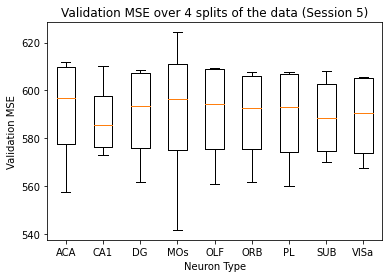 Validation MSE over 4 splits of the data (Session 5)
620
600
580
560
540
Validation MSE
ACA CA1 DG MOs OLF ORB PL SUB VISa
Neuron Type